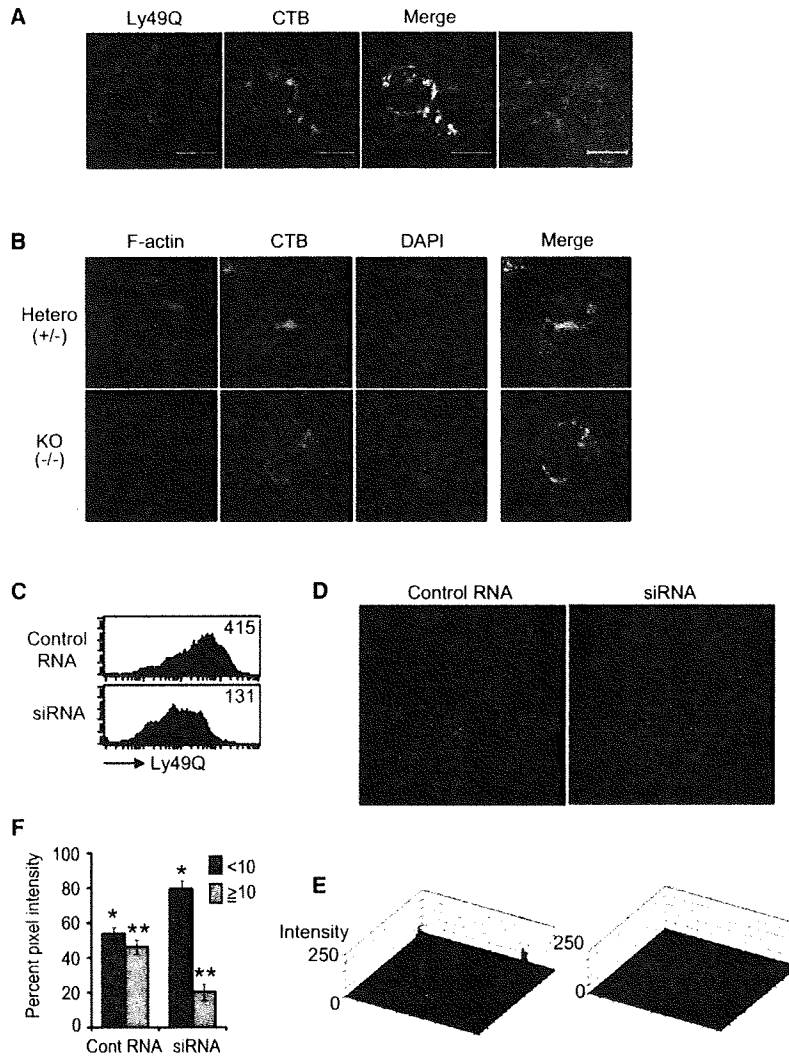 A
Ly49Q CTB Merge
B
F-actin CTB DAPI Merge
Hetero
(+/-)
KO
(-/-)
C
Control
RNA
415
siRNA
131
Ly49Q
D
Control RNA siRNA
F
Percent pixel intensity
100
80
60
40
20
0
* ** * **
<10
≥10
Cont RNA siRNA
E
Intensity
250
0
250
0